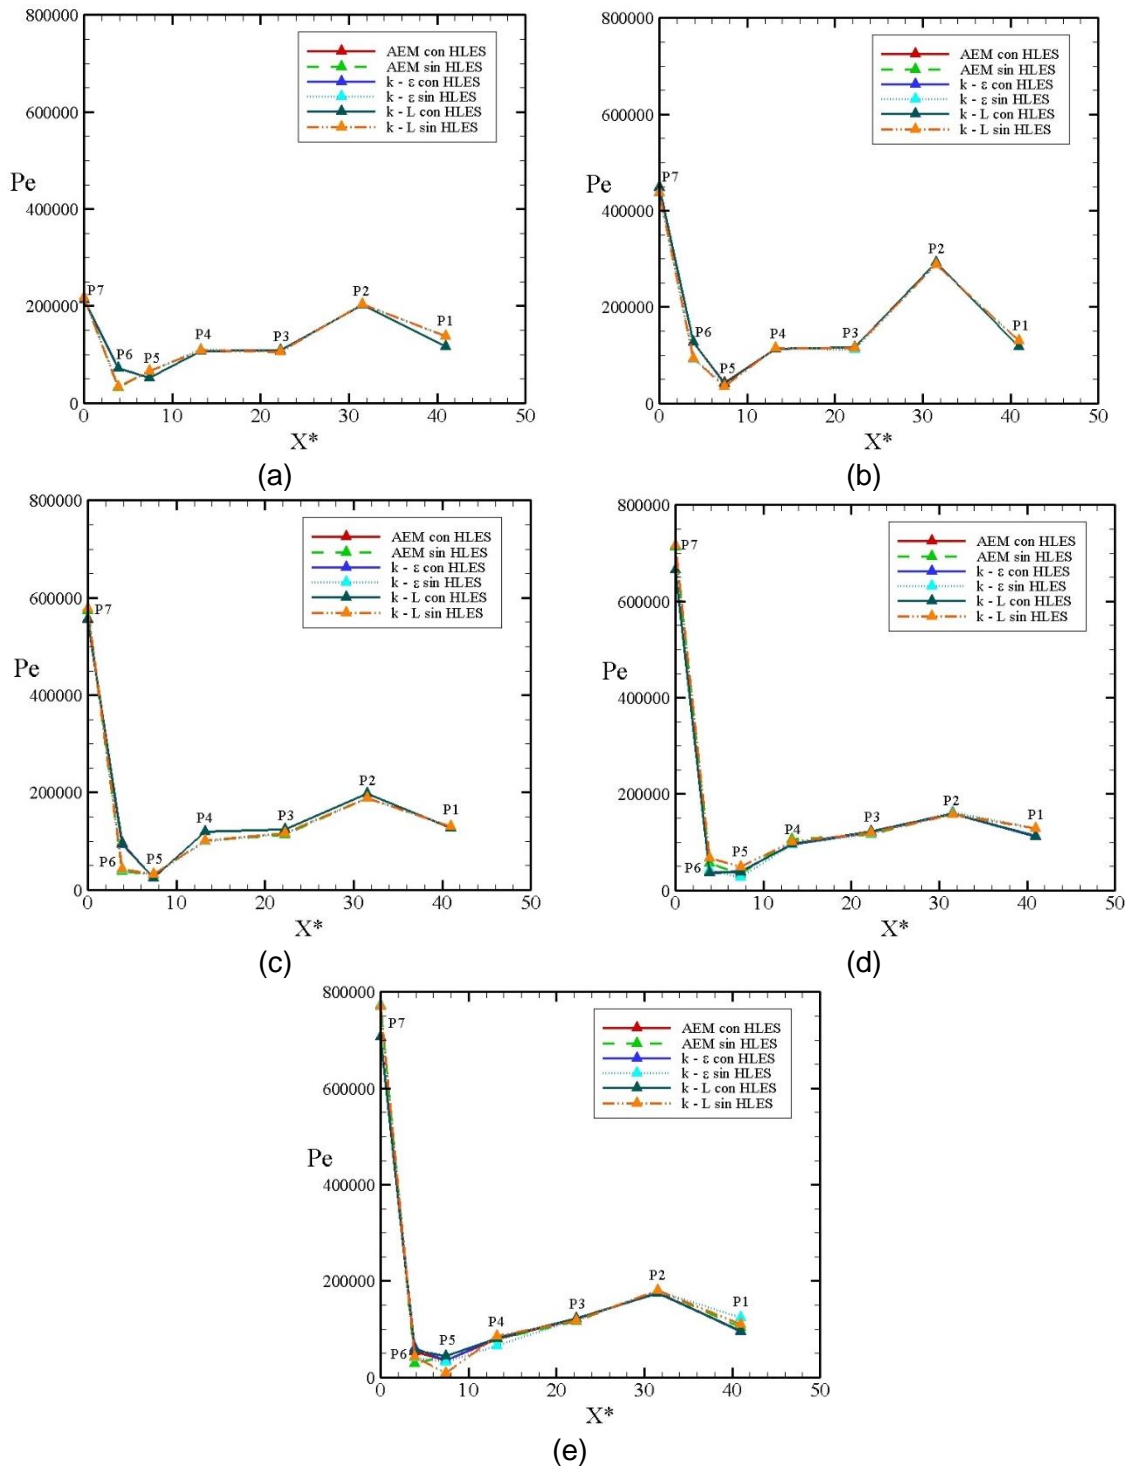 800000
600000
400000
200000
0
Pe
AEM con HLES
AEM sin HLES
k - ε con HLES
k - ε sin HLES
k - L con HLES
k - L sin HLES
P7
P6
P5
P4
P3
P2
P1
0 10 20 30 40 50
X*
(a)
800000
600000
400000
200000
0
Pe
AEM con HLES
AEM sin HLES
k - ε con HLES
k - ε sin HLES
k - L con HLES
k - L sin HLES
P7
P6
P5
P4
P3
P2
P1
0 10 20 30 40 50
X*
(b)
800000
600000
400000
200000
0
Pe
AEM con HLES
AEM sin HLES
k - ε con HLES
k - ε sin HLES
k - L con HLES
k - L sin HLES
P7
P6
P5
P4
P3
P2
P1
0 10 20 30 40 50
X*
(c)
800000
600000
400000
200000
0
Pe
AEM con HLES
AEM sin HLES
k - ε con HLES
k - ε sin HLES
k - L con HLES
k - L sin HLES
P7
P6
P5
P4
P3
P2
P1
0 10 20 30 40 50
X*
(d)
800000
600000
400000
200000
0
Pe
AEM con HLES
AEM sin HLES
k - ε con HLES
k - ε sin HLES
k - L con HLES
k - L sin HLES
P7
P6
P5
P4
P3
P2
P1
0 10 20 30 40 50
X*
(e)